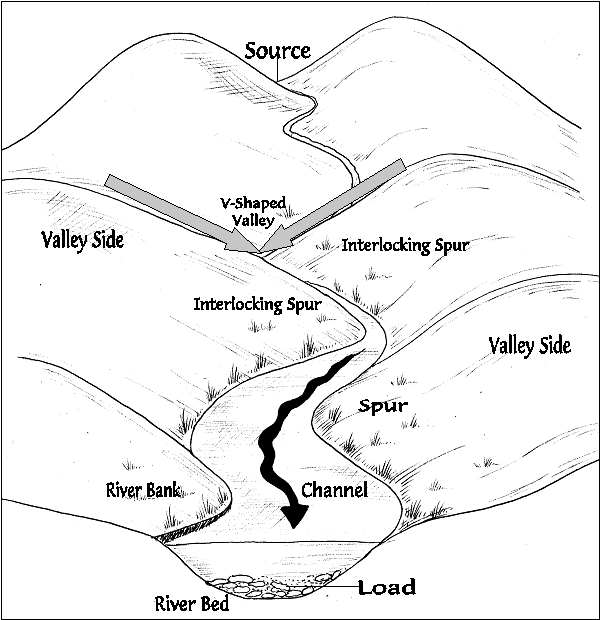 Source
V-Shaped
Valley
Valley Side
Interlocking Spur
Interlocking Spur
Valley Side
Spur
River Bank
Channel
Load
River Bed